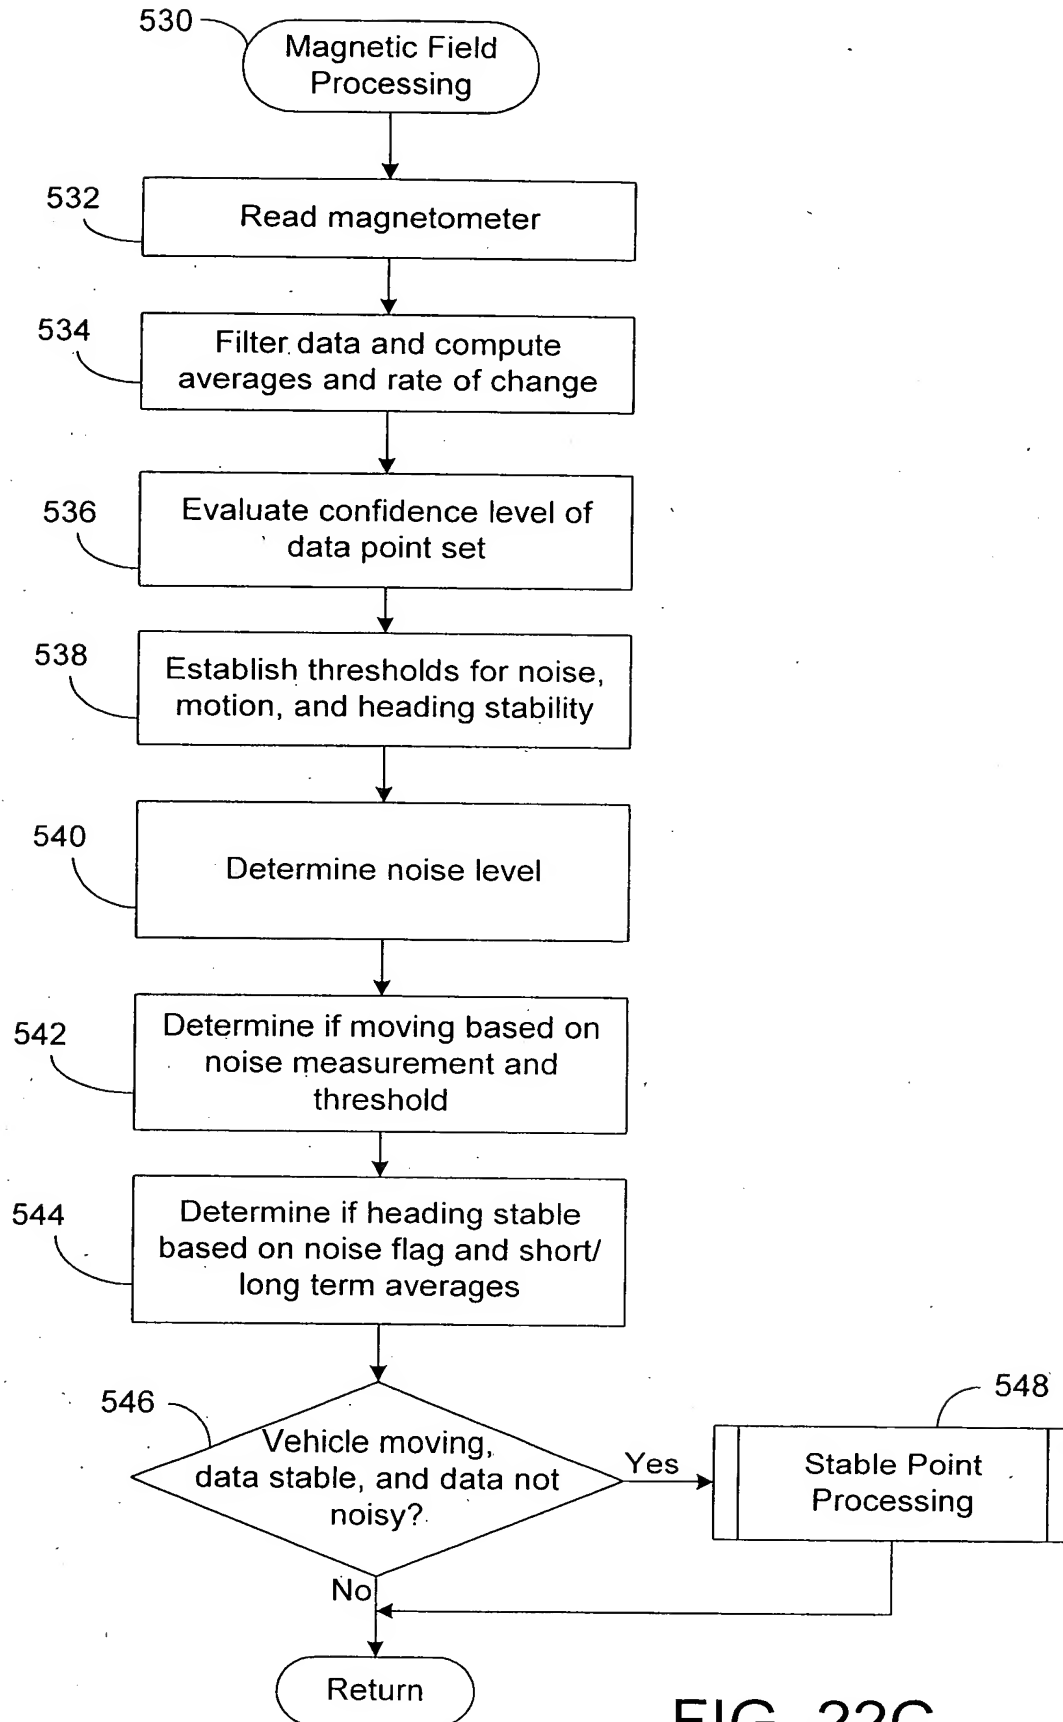 530
Magnetic Field
Processing
532
Read magnetometer
534
Filter data and compute
averages and rate of change
536
Evaluate confidence level of
data point set
538
Establish thresholds for noise,
motion, and heading stability
540
Determine noise level
542
Determine if moving based on
noise measurement and
threshold
544
Determine if heading stable
based on noise flag and short/
long term averages
546
Vehicle moving,
data stable, and data not
noisy?
Yes
548
Stable Point
Processing
No
Return
FIG. 22C